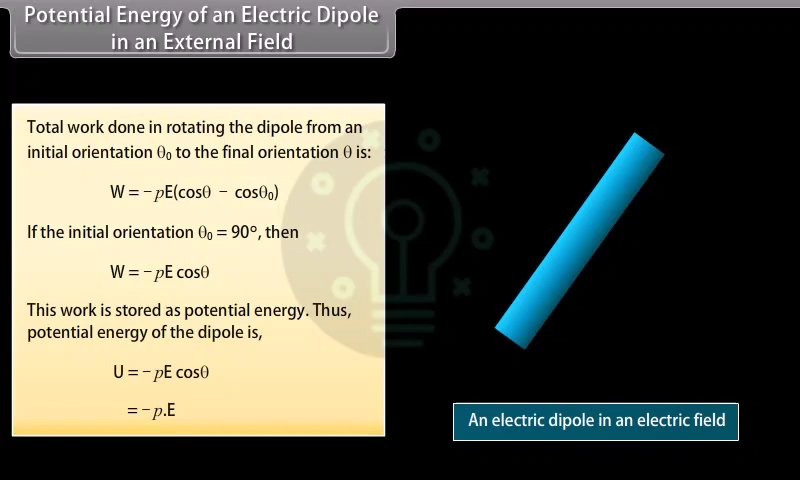 Potential Energy of an Electric Dipole
in an External Field
Total work done in rotating the dipole from an
initial orientation θ₀ to the final orientation θ is:
W = − pE(cosθ − cosθ₀)
If the initial orientation θ₀ = 90°, then
W = − pE cosθ
This work is stored as potential energy. Thus,
potential energy of the dipole is,
U = − pE cosθ
= − p.E
An electric dipole in an electric field